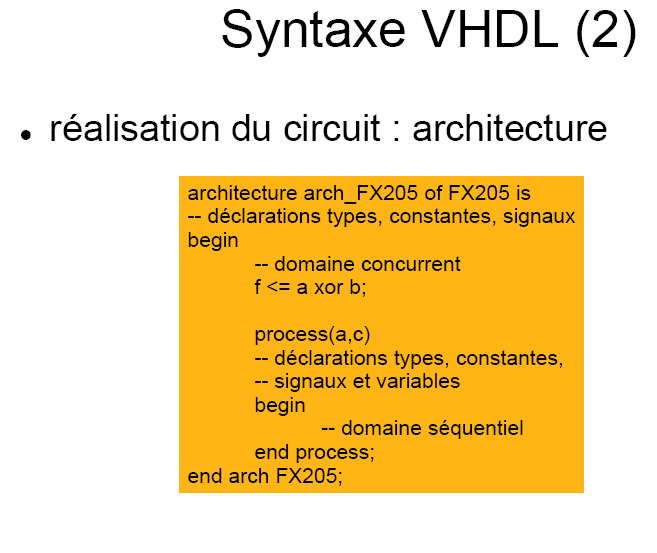 Syntaxe VHDL (2)
• réalisation du circuit : architecture
architecture arch_FX205 of FX205 is
-- déclarations types, constantes, signaux
begin
-- domaine concurrent
f <= a xor b;
process(a,c)
-- déclarations types, constantes,
-- signaux et variables
begin
-- domaine séquentiel
end process;
end arch FX205;